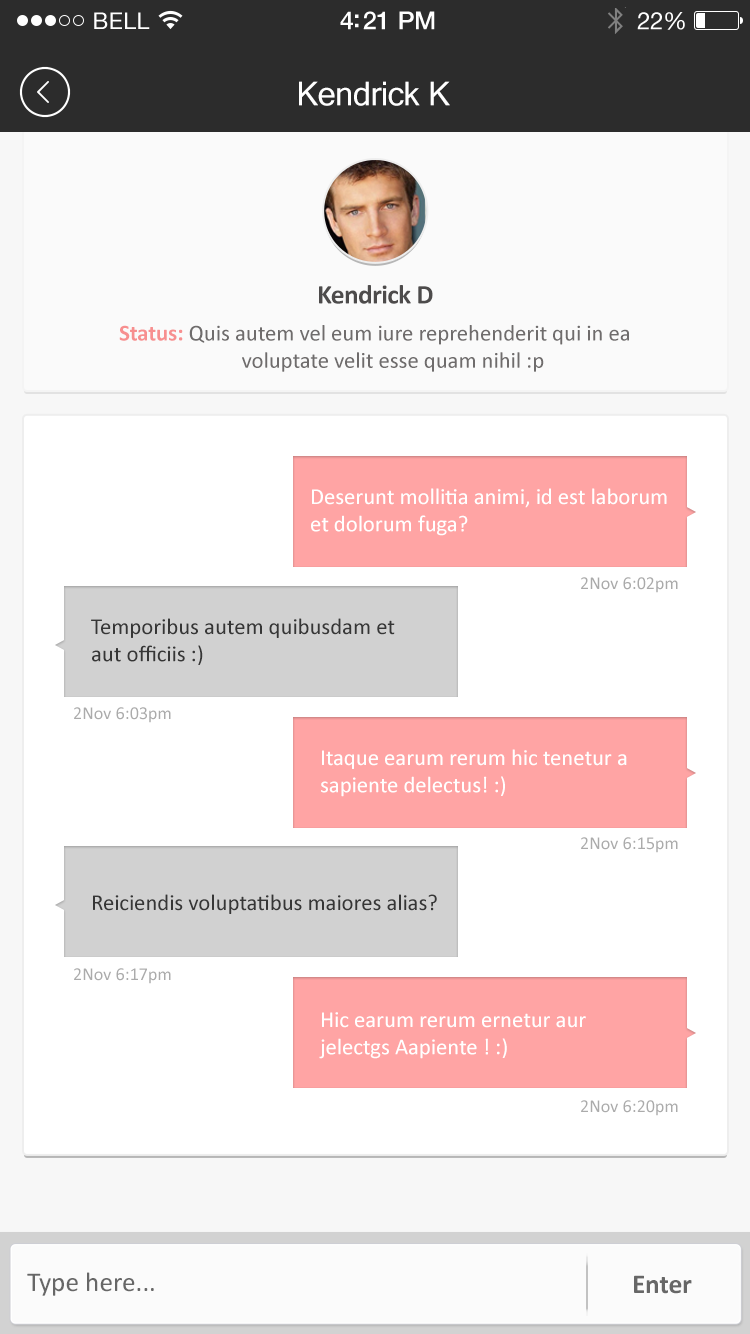 BELL 4:21 PM 22%
Kendrick K
Kendrick D
Status: Quis autem vel eum iure reprehenderit qui in ea
voluptate velit esse quam nihil :p
Deserunt mollitia animi, id est laborum
et dolorum fuga?
2Nov 6:02pm
Temporibus autem quibusdam et
aut officiis :)
2Nov 6:03pm
Itaque earum rerum hic tenetur a
sapiente delectus! :)
2Nov 6:15pm
Reiciendis voluptatibus maiores alias?
2Nov 6:17pm
Hic earum rerum ernetur aur
jelectgs Aapiente ! :)
2Nov 6:20pm
Type here...
Enter